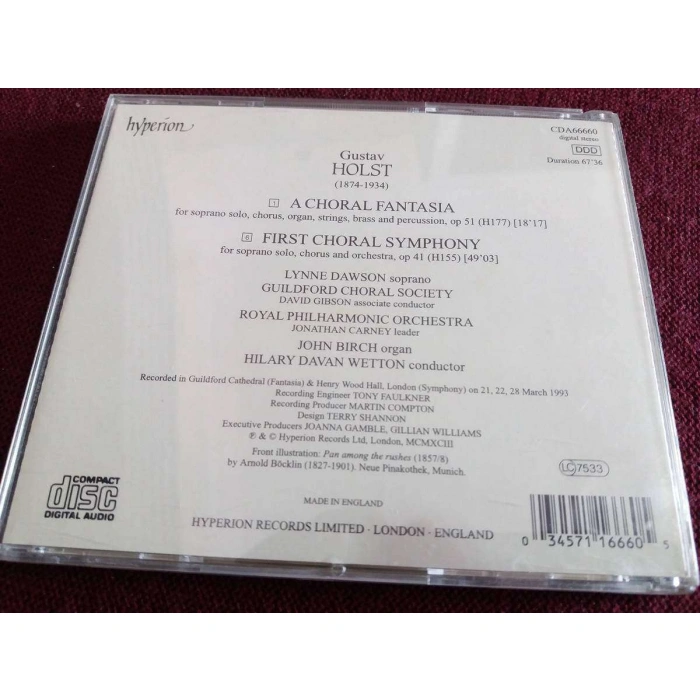 hyperion
CDA66660
digital stereo
DDD
Duration 67'36
Gustav
HOLST
(1874-1934)
1 A CHORAL FANTASIA
for soprano solo, chorus, organ, strings, brass and percussion, op 51 (H177) [18'17]
6 FIRST CHORAL SYMPHONY
for soprano solo, chorus and orchestra, op 41 (H155) [49'03]
LYNNE DAWSON soprano
GUILDFORD CHORAL SOCIETY
DAVID GIBSON associate conductor
ROYAL PHILHARMONIC ORCHESTRA
JONATHAN CARNEY leader
JOHN BIRCH organ
HILARY DAVAN WETTON conductor
Recorded in Guildford Cathedral (Fantasia) & Henry Wood Hall, London (Symphony) on 21, 22, 28 March 1993
Recording Engineer TONY FAULKNER
Recording Producer MARTIN COMPTON
Design TERRY SHANNON
Executive Producers JOANNA GAMBLE, GILLIAN WILLIAMS
℗ & © Hyperion Records Ltd, London, MCMXCIII
Front illustration: Pan among the rushes (1857/8)
by Arnold Böcklin (1827-1901). Neue Pinakothek, Munich.
COMPACT
disc
DIGITAL AUDIO
LC 7533
MADE IN ENGLAND
HYPERION RECORDS LIMITED · LONDON · ENGLAND
0 34571 16660 5